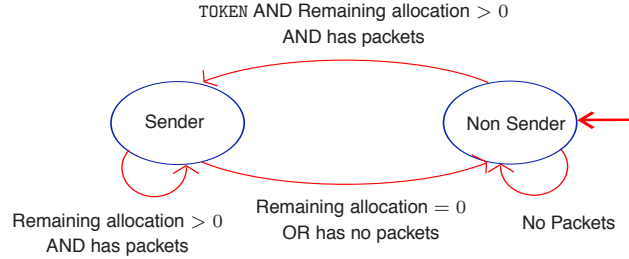 TOKEN AND Remaining allocation > 0
AND has packets
Sender
Non Sender
Remaining allocation > 0
AND has packets
Remaining allocation = 0
OR has no packets
No Packets